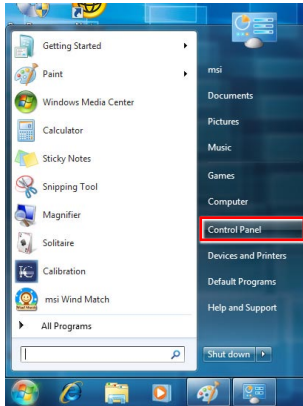 Getting Started
Paint
Windows Media Center
Calculator
Sticky Notes
Snipping Tool
Magnifier
Solitaire
Calibration
msi Wind Match
All Programs
msi
Documents
Pictures
Music
Games
Computer
Control Panel
Devices and Printers
Default Programs
Help and Support
Shut down